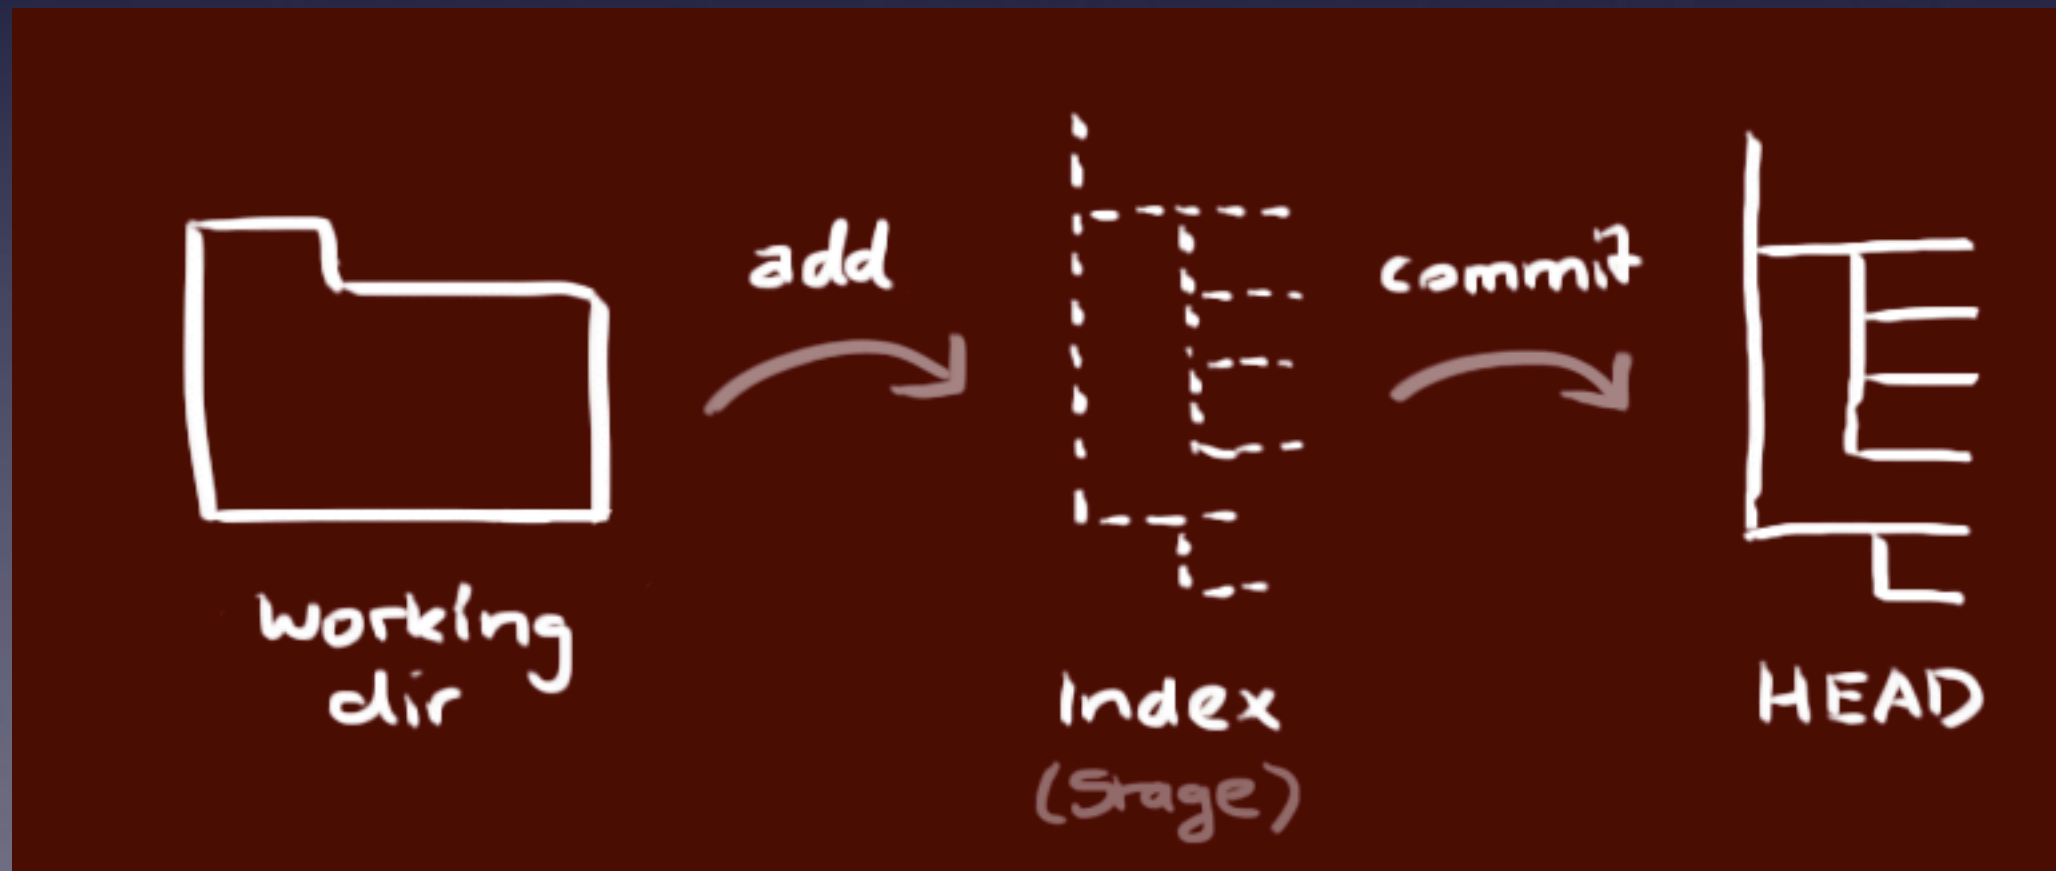 add
commit
working
dir
Index
(Stage)
HEAD